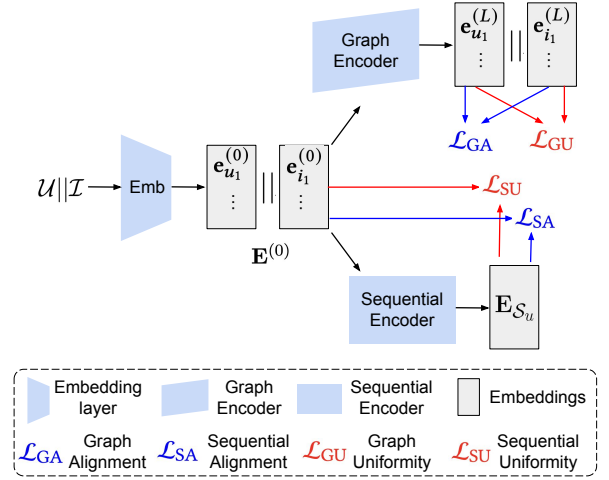 Graph
Encoder
e_{u_1}^{(L)}
⋮
||
e_{i_1}^{(L)}
⋮
ℒ_GA
ℒ_GU
𝒰||ℐ
Emb
e_{u_1}^{(0)}
⋮
||
e_{i_1}^{(0)}
⋮
E^{(0)}
ℒ_SU
ℒ_SA
Sequential
Encoder
E_{𝒮_u}
Embedding
layer
Graph
Encoder
Sequential
Encoder
Embeddings
ℒ_GA Graph
Alignment
ℒ_SA Sequential
Alignment
ℒ_GU Graph
Uniformity
ℒ_SU Sequential
Uniformity